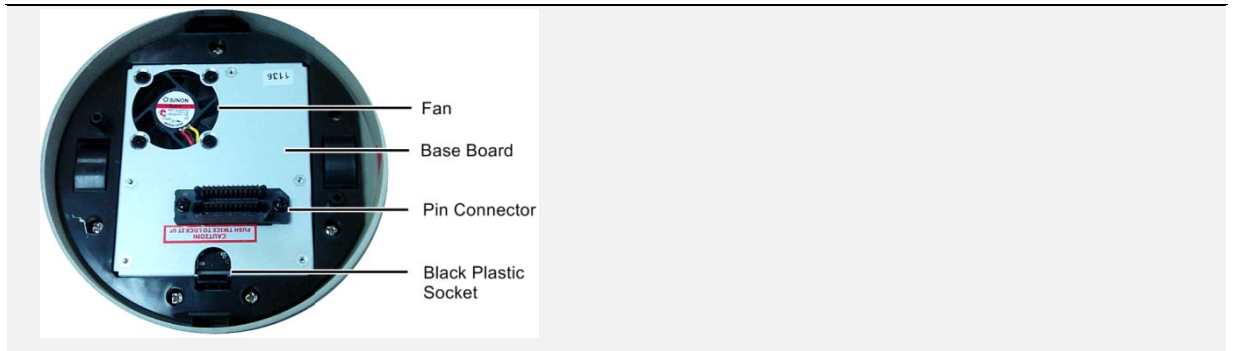 1136
SUNON
Fan
Base Board
Pin Connector
CAUTION!
PUSH TWICE TO LOCK IT UP
Black Plastic
Socket